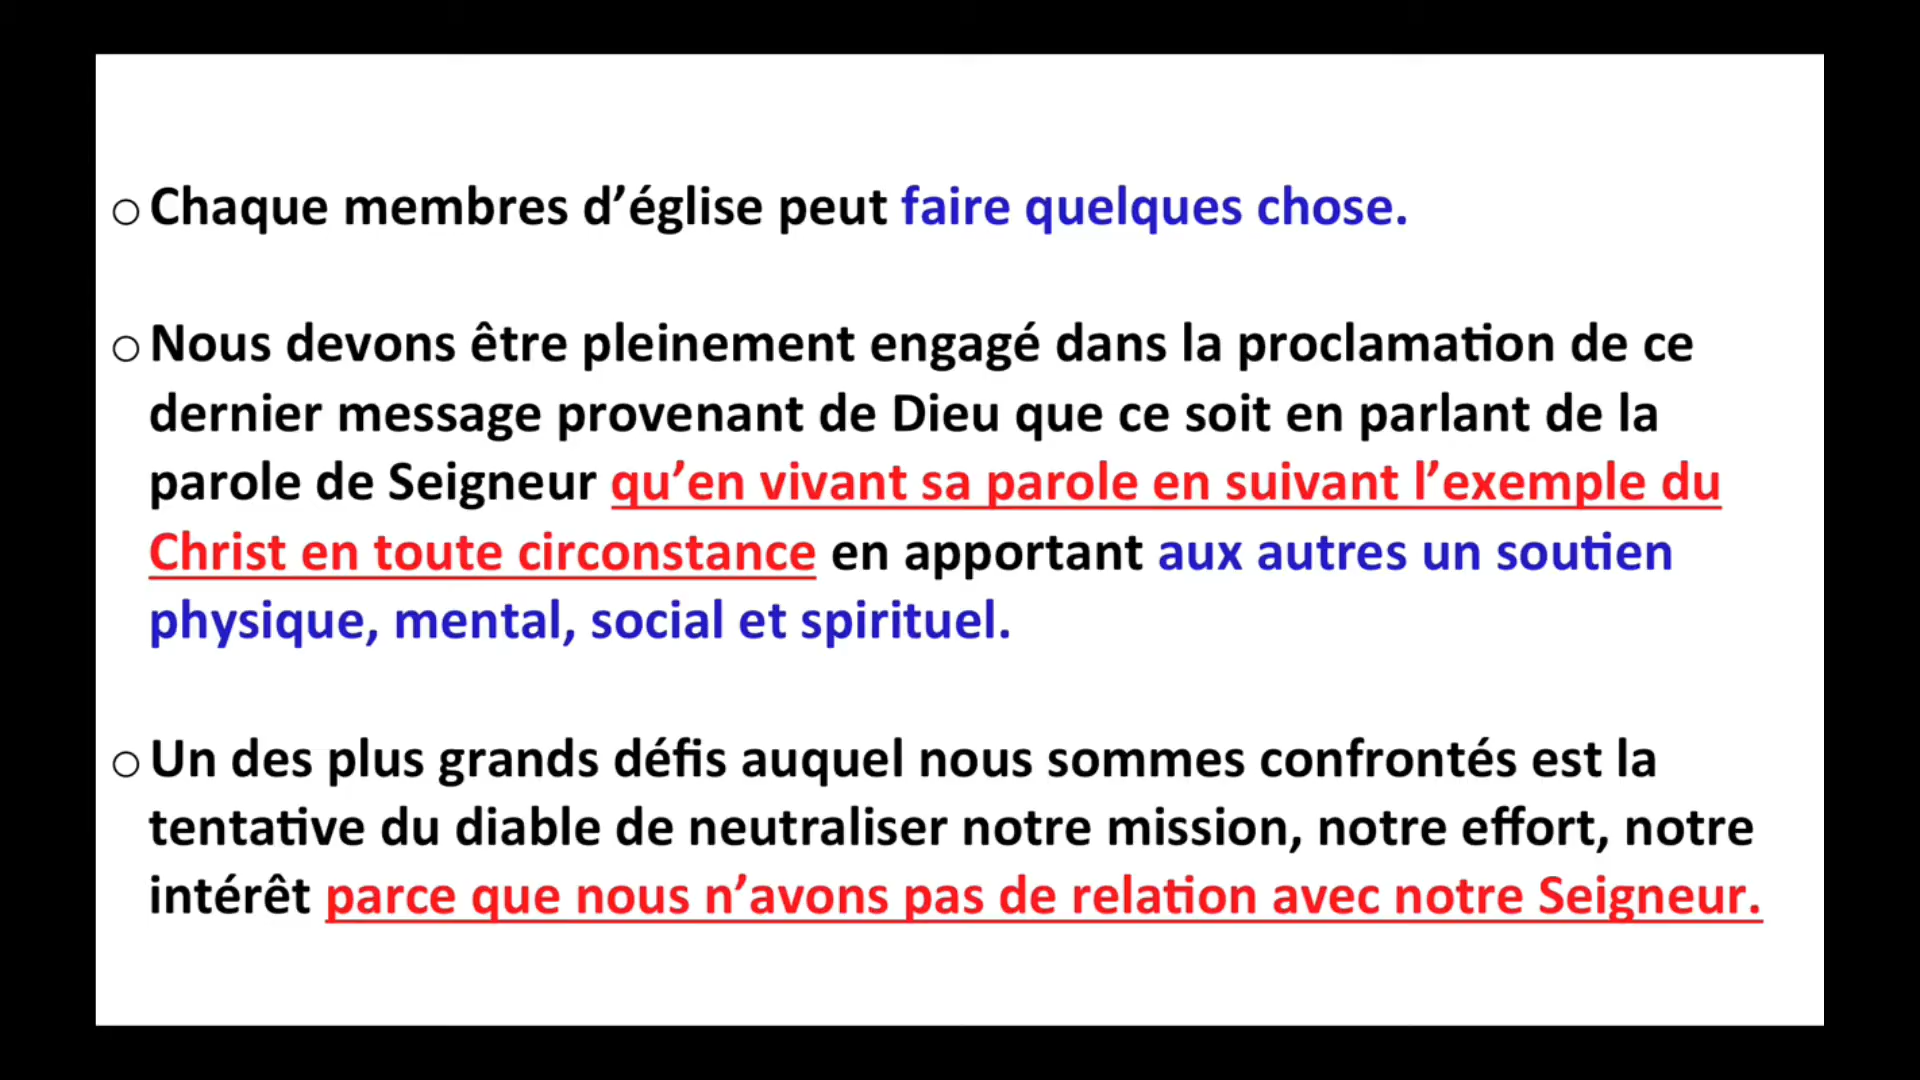 ○ Chaque membres d’église peut faire quelques chose.
○ Nous devons être pleinement engagé dans la proclamation de ce
dernier message provenant de Dieu que ce soit en parlant de la
parole de Seigneur qu’en vivant sa parole en suivant l’exemple du
Christ en toute circonstance en apportant aux autres un soutien
physique, mental, social et spirituel.
○ Un des plus grands défis auquel nous sommes confrontés est la
tentative du diable de neutraliser notre mission, notre effort, notre
intérêt parce que nous n’avons pas de relation avec notre Seigneur.